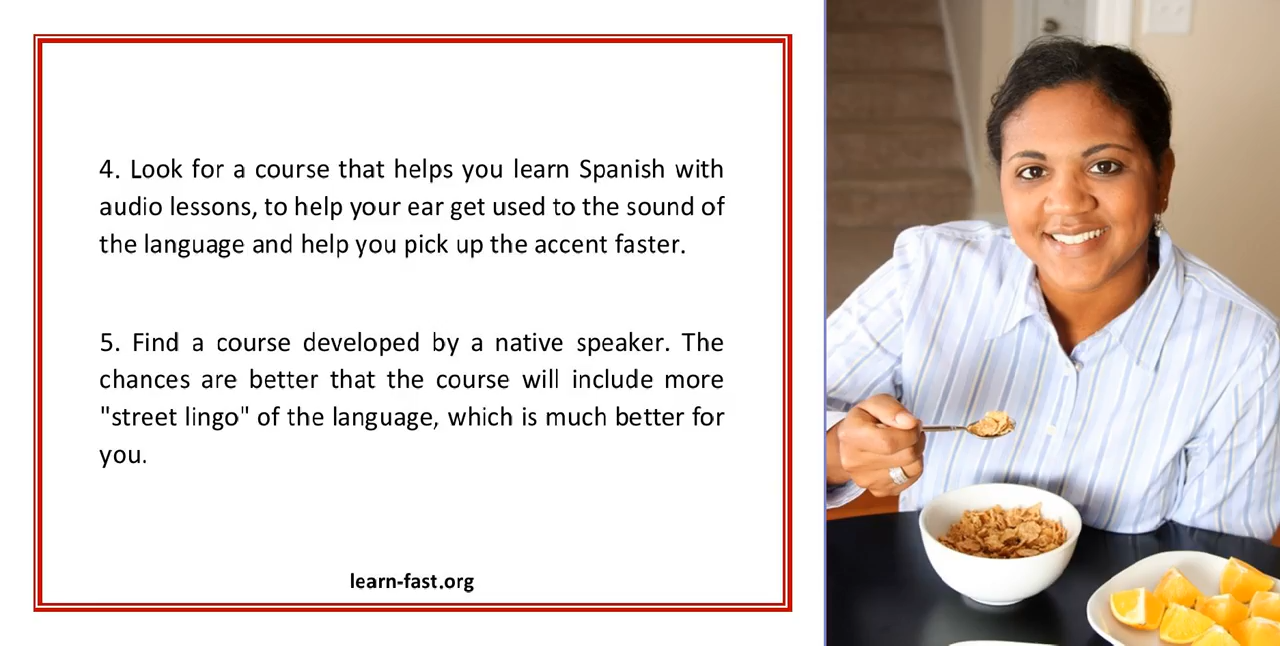 4. Look for a course that helps you learn Spanish with
audio lessons, to help your ear get used to the sound of
the language and help you pick up the accent faster.
5. Find a course developed by a native speaker. The
chances are better that the course will include more
"street lingo" of the language, which is much better for
you.
learn-fast.org